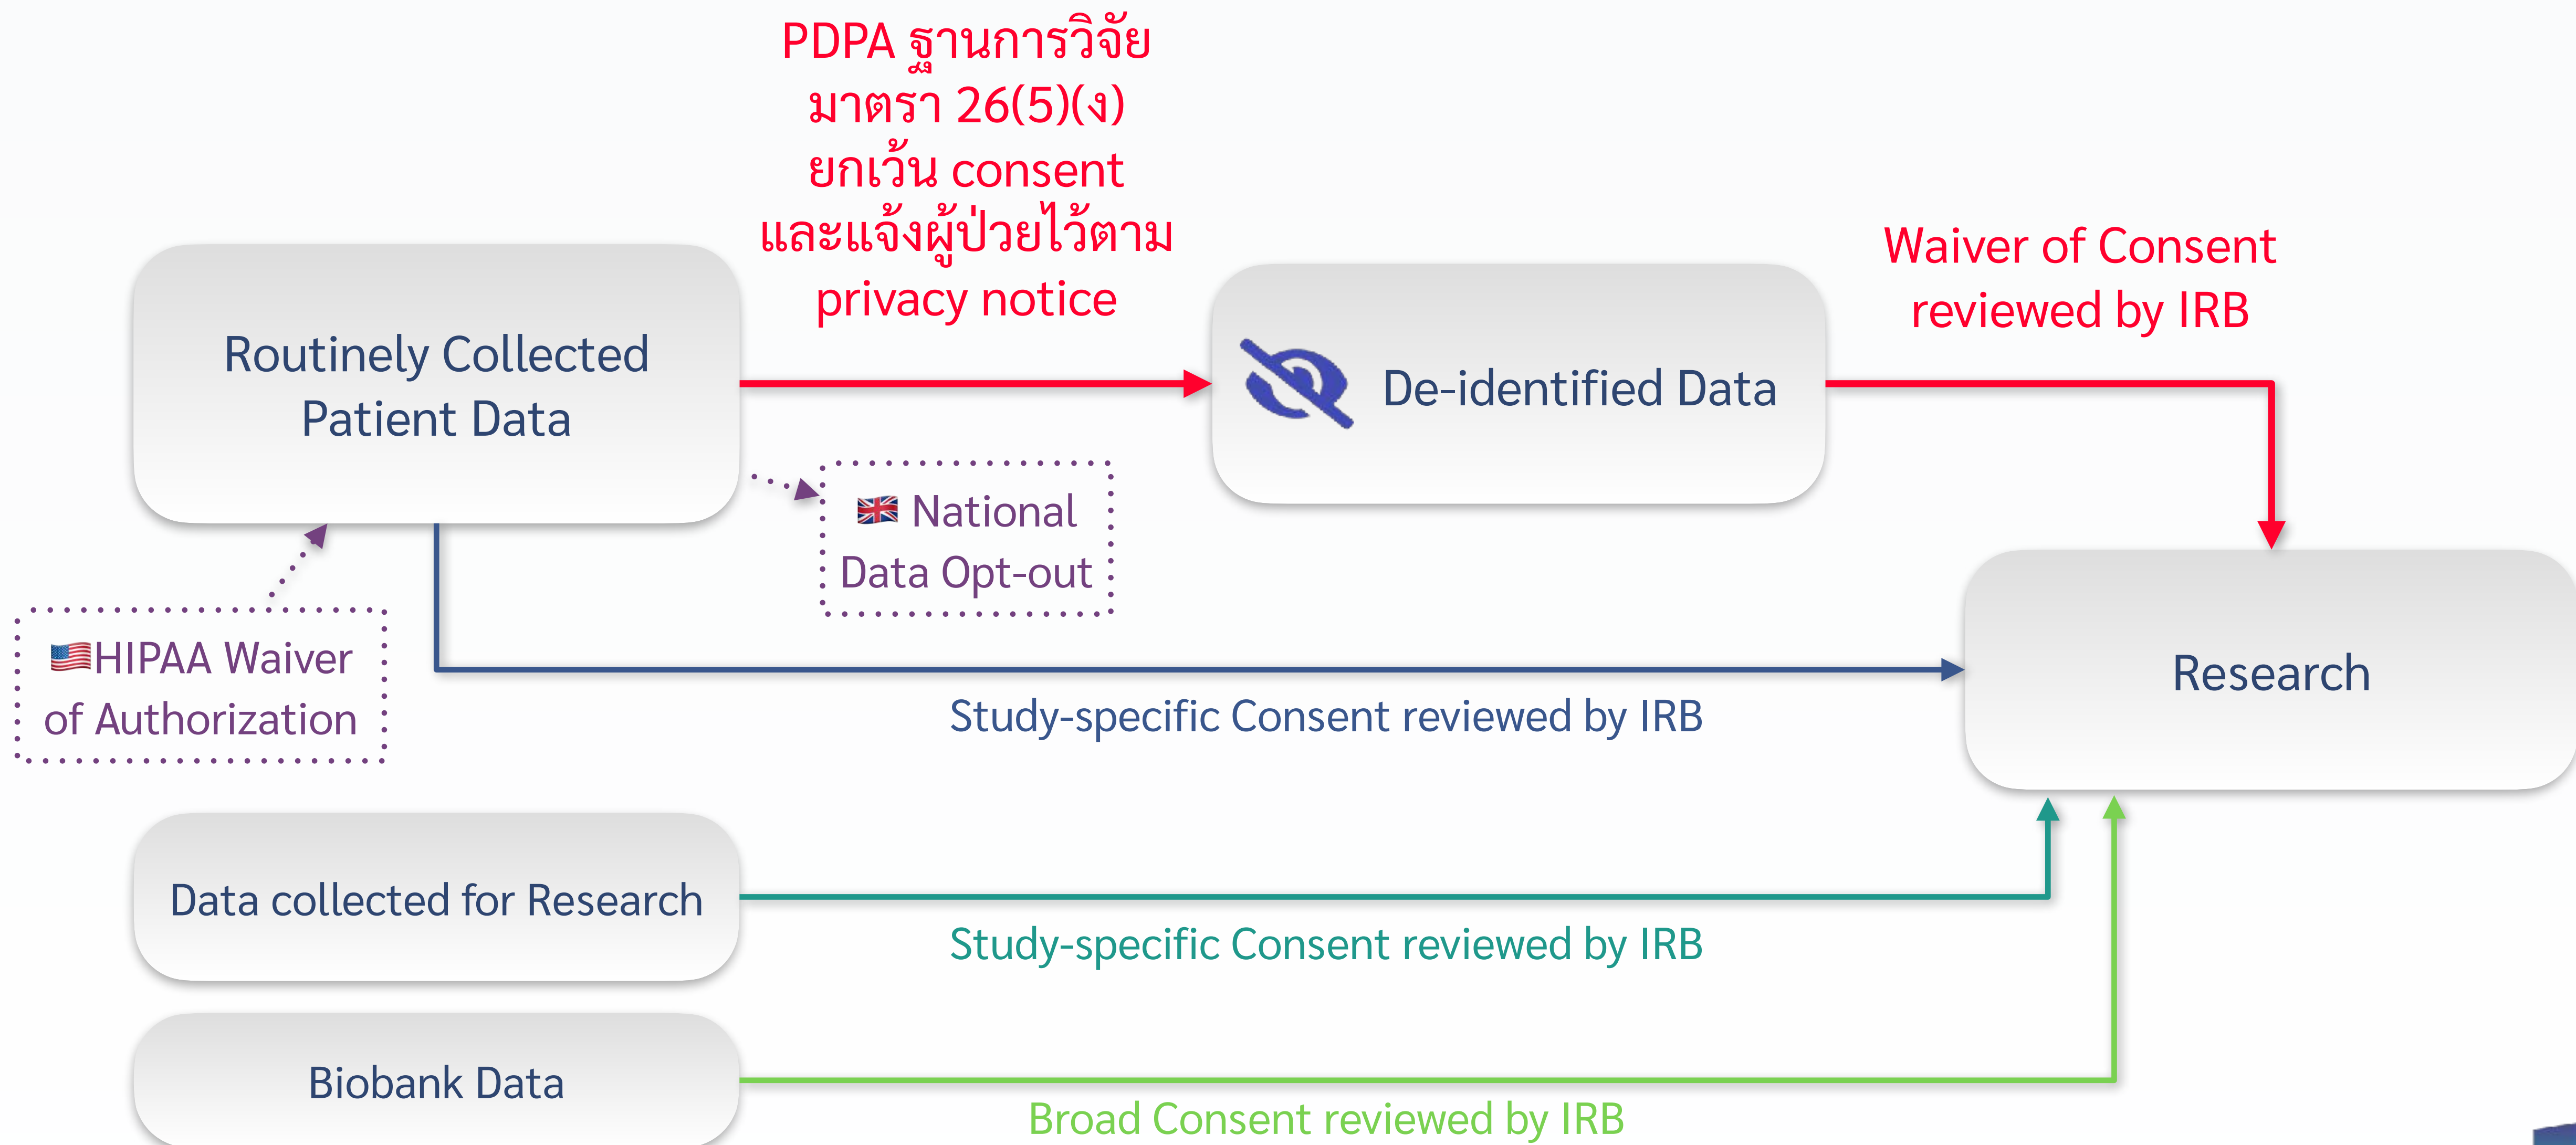 PDPA ฐานการวิจัย
มาตรา 26(5)(ง)
ยกเว้น consent
และแจ้งผู้ป่วยไว้ตาม
privacy notice
Waiver of Consent
reviewed by IRB
Routinely Collected
Patient Data
De-identified Data
🇬🇧 National
Data Opt-out
🇺🇸HIPAA Waiver
of Authorization
Study-specific Consent reviewed by IRB
Research
Data collected for Research
Study-specific Consent reviewed by IRB
Biobank Data
Broad Consent reviewed by IRB